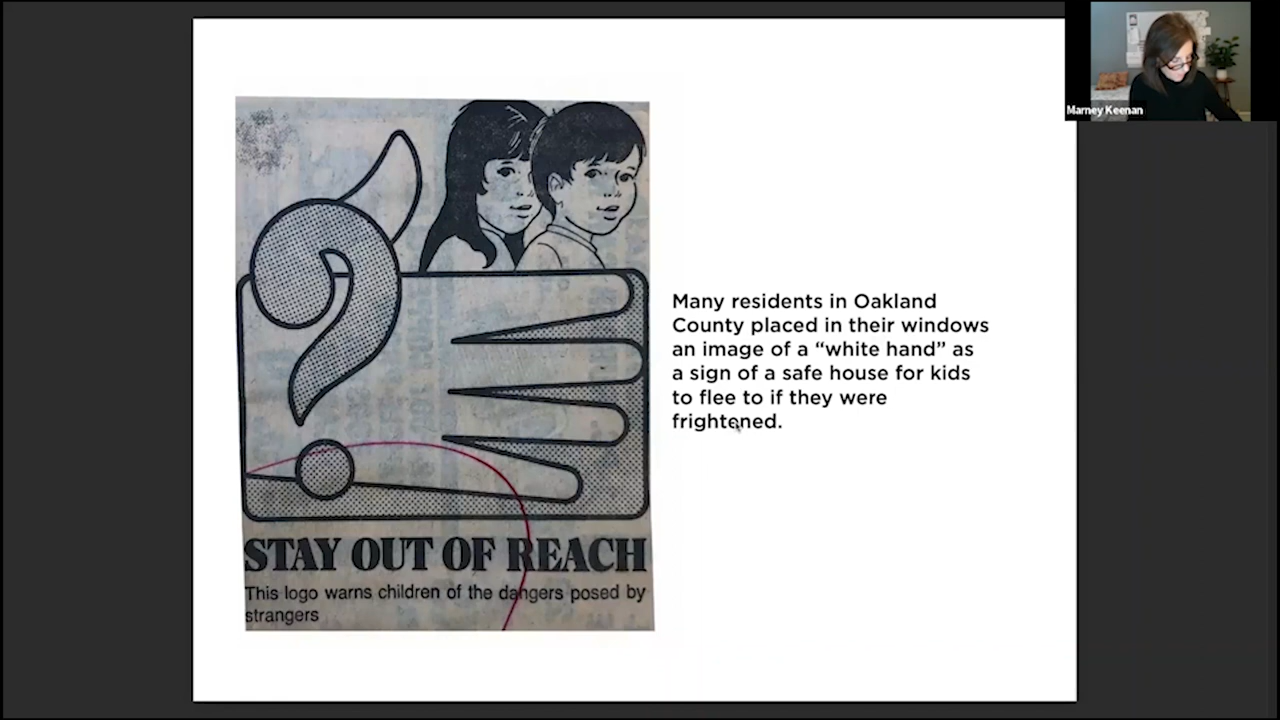 Marney Keenan
Many residents in Oakland
County placed in their windows
an image of a “white hand” as
a sign of a safe house for kids
to flee to if they were
frightened.
STAY OUT OF REACH
This logo warns children of the dangers posed by
strangers